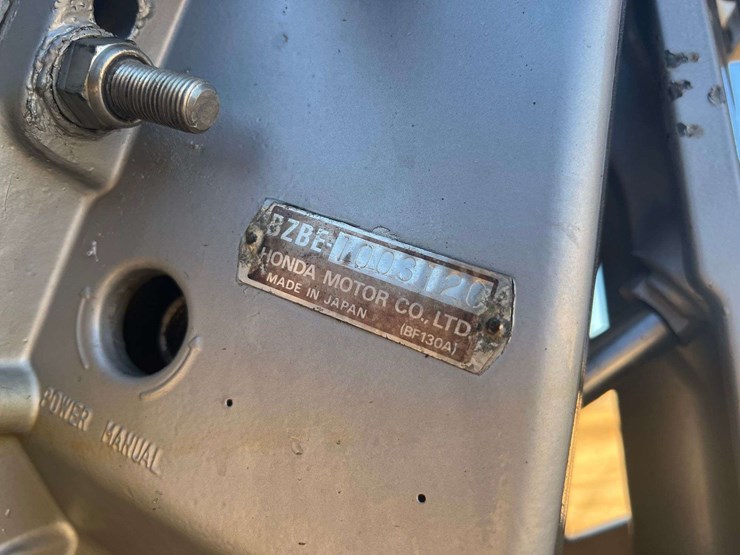 BZBE-1003120
HONDA MOTOR CO., LTD.
MADE IN JAPAN (BF130A)
POWER MANUAL